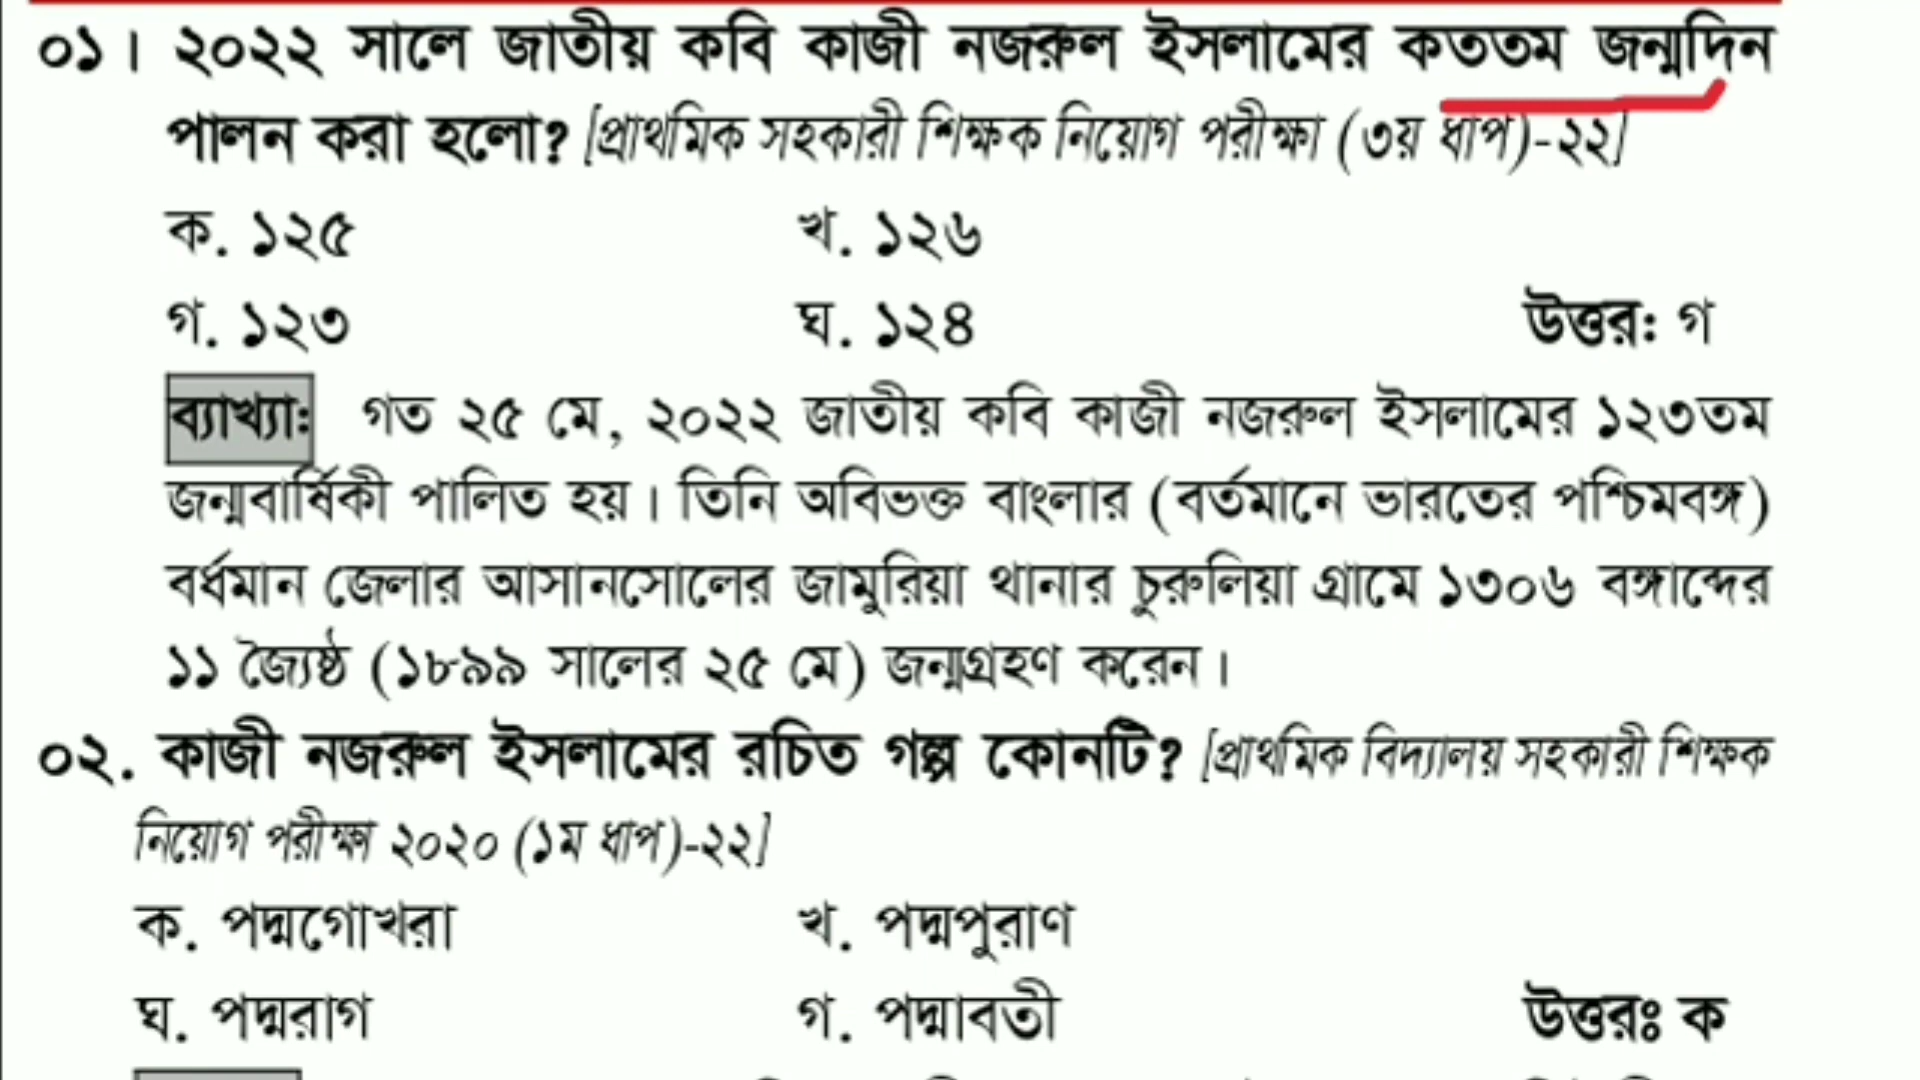 ০১। ২০২২ সালে জাতীয় কবি কাজী নজরুল ইসলামের কততম জন্মদিন
পালন করা হলো? [প্রাথমিক সহকারী শিক্ষক নিয়োগ পরীক্ষা (৩য় ধাপ)-২২]
ক. ১২৫ খ. ১২৬
গ. ১২৩ ঘ. ১২৪ উত্তর: গ
ব্যাখ্যা: গত ২৫ মে, ২০২২ জাতীয় কবি কাজী নজরুল ইসলামের ১২৩তম
জন্মবার্ষিকী পালিত হয়। তিনি অবিভক্ত বাংলার (বর্তমানে ভারতের পশ্চিমবঙ্গ)
বর্ধমান জেলার আসানসোলের জামুরিয়া থানার চুরুলিয়া গ্রামে ১৩০৬ বঙ্গাব্দের
১১ জ্যৈষ্ঠ (১৮৯৯ সালের ২৫ মে) জন্মগ্রহণ করেন।
০২. কাজী নজরুল ইসলামের রচিত গল্প কোনটি? [প্রাথমিক বিদ্যালয় সহকারী শিক্ষক
নিয়োগ পরীক্ষা ২০২০ (১ম ধাপ)-২২]
ক. পদ্মগোখরা খ. পদ্মপুরাণ
ঘ. পদ্মরাগ গ. পদ্মাবতী উত্তরঃ ক